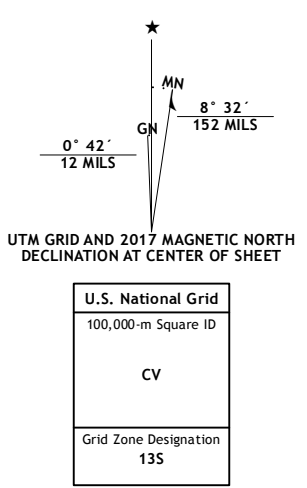 MN
8° 32´
152 MILS
GN
0° 42´
12 MILS
UTM GRID AND 2017 MAGNETIC NORTH
DECLINATION AT CENTER OF SHEET
U.S. National Grid
100,000-m Square ID
CV
Grid Zone Designation
13S